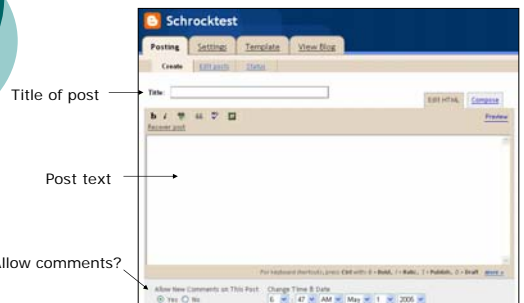 Schrocktest
Posting Settings Template View Blog
Create Edit posts Status
Title of post
Title:
Edit HTML Compose
b i Preview
Recover post
Post text
For keyboard shortcuts, press Ctrl with: B = Bold, I = Italic, P = Publish, D = Draft more »
Allow comments?
Allow New Comments on This Post Change Time & Date
Yes No 6 : 47 AM May 1 2005